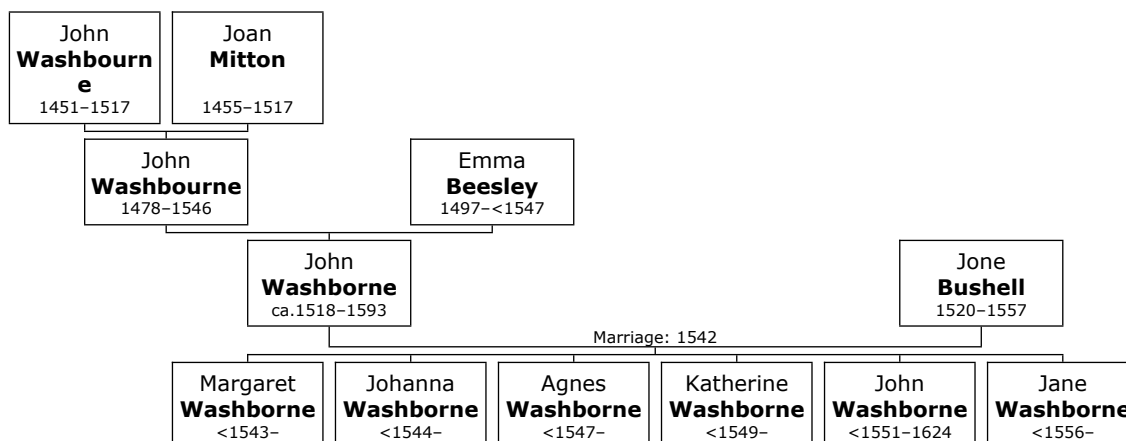 John
Washbourn
e
1451–1517
Joan
Mitton
1455–1517
John
Washbourne
1478–1546
Emma
Beesley
1497–<1547
John
Washborne
ca.1518–1593
Jone
Bushell
1520–1557
Marriage: 1542
Margaret
Washborne
<1543–
Johanna
Washborne
<1544–
Agnes
Washborne
<1547–
Katherine
Washborne
<1549–
John
Washborne
<1551–1624
Jane
Washborne
<1556–